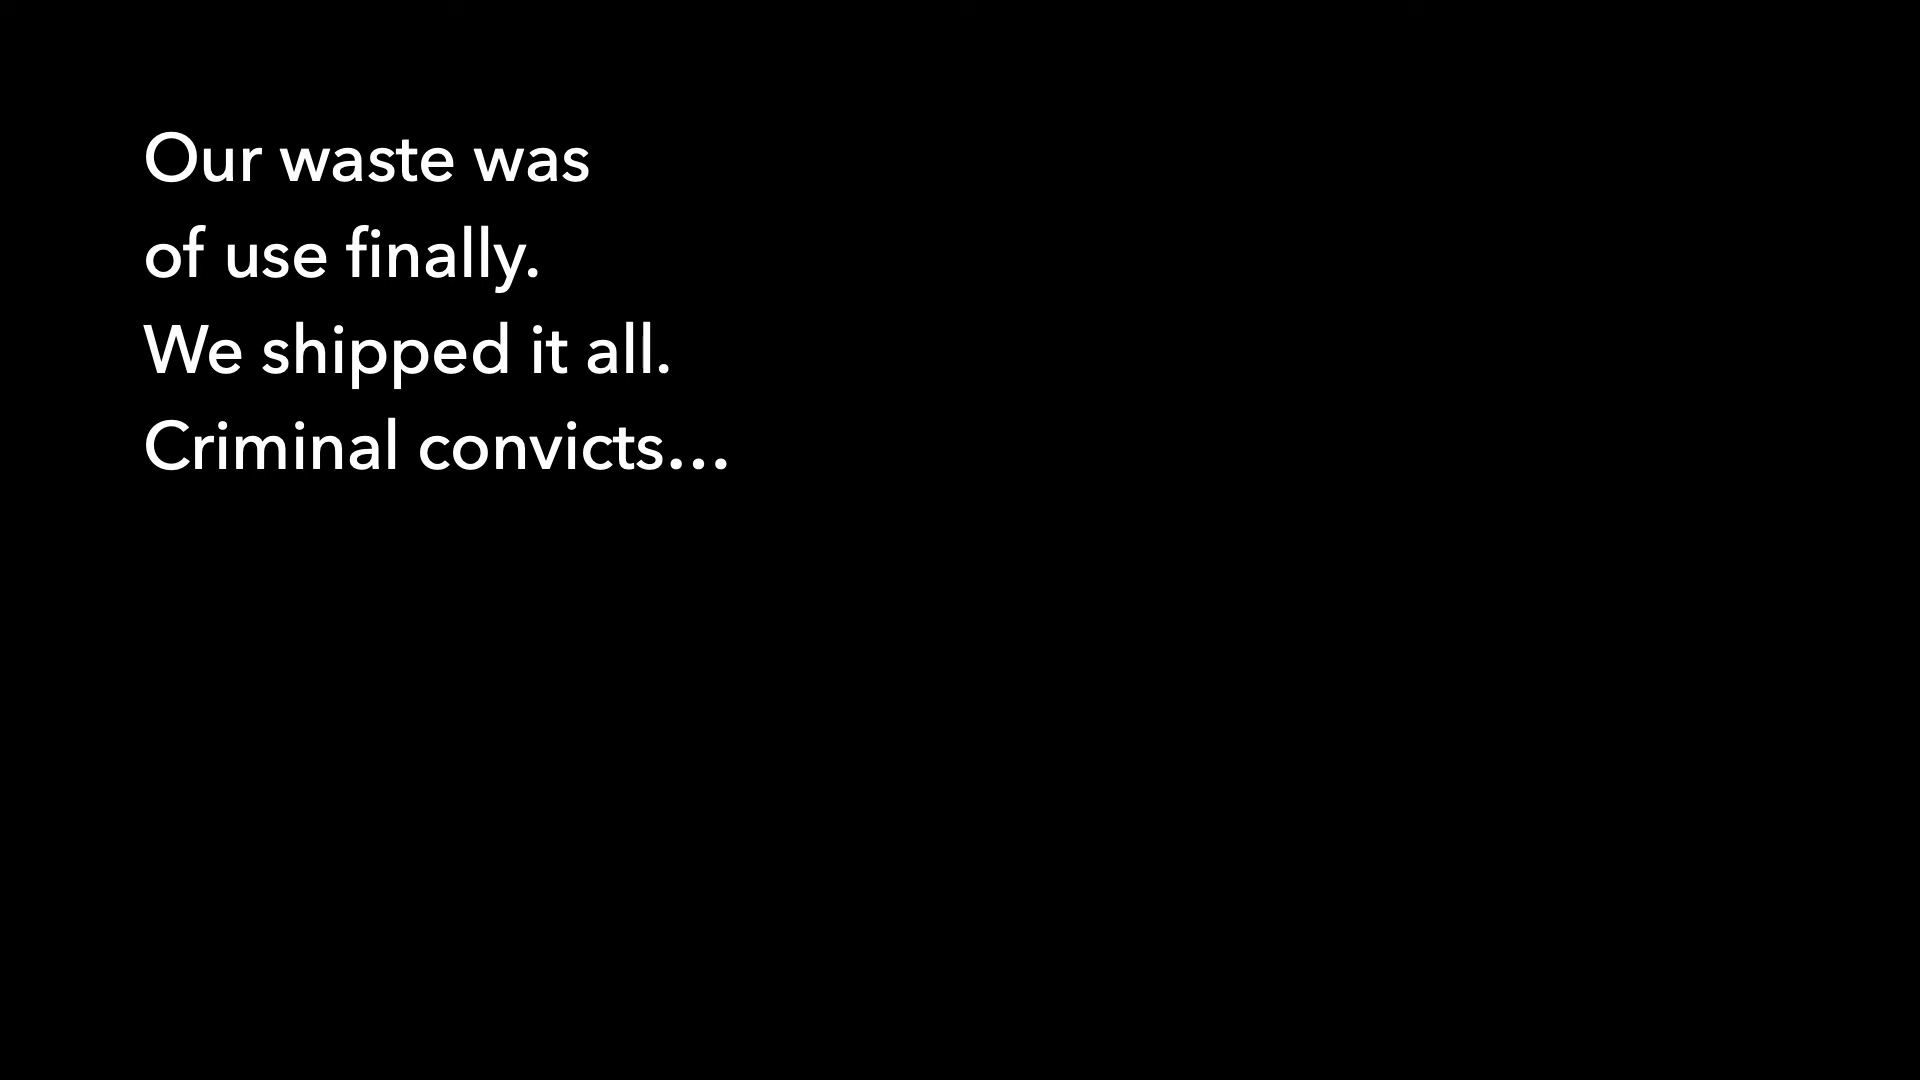 Our waste was
of use finally.
We shipped it all.
Criminal convicts…